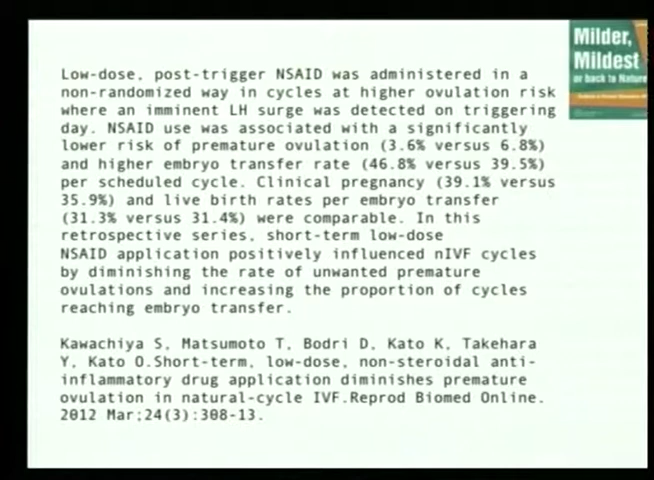 Milder,
Mildest
or back to Nature
Low-dose, post-trigger NSAID was administered in a
non-randomized way in cycles at higher ovulation risk
where an imminent LH surge was detected on triggering
day. NSAID use was associated with a significantly
lower risk of premature ovulation (3.6% versus 6.8%)
and higher embryo transfer rate (46.8% versus 39.5%)
per scheduled cycle. Clinical pregnancy (39.1% versus
35.9%) and live birth rates per embryo transfer
(31.3% versus 31.4%) were comparable. In this
retrospective series, short-term low-dose
NSAID application positively influenced nIVF cycles
by diminishing the rate of unwanted premature
ovulations and increasing the proportion of cycles
reaching embryo transfer.
Kawachiya S, Matsumoto T, Bodri D, Kato K, Takehara
Y, Kato O.Short-term, low-dose, non-steroidal anti-
inflammatory drug application diminishes premature
ovulation in natural-cycle IVF.Reprod Biomed Online.
2012 Mar;24(3):308-13.